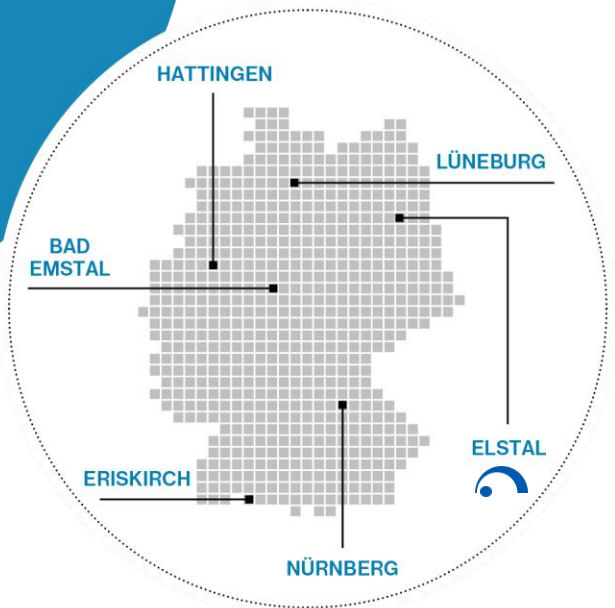 HATTINGEN
LÜNEBURG
BAD
EMSTAL
ELSTAL
ERISKIRCH
NÜRNBERG